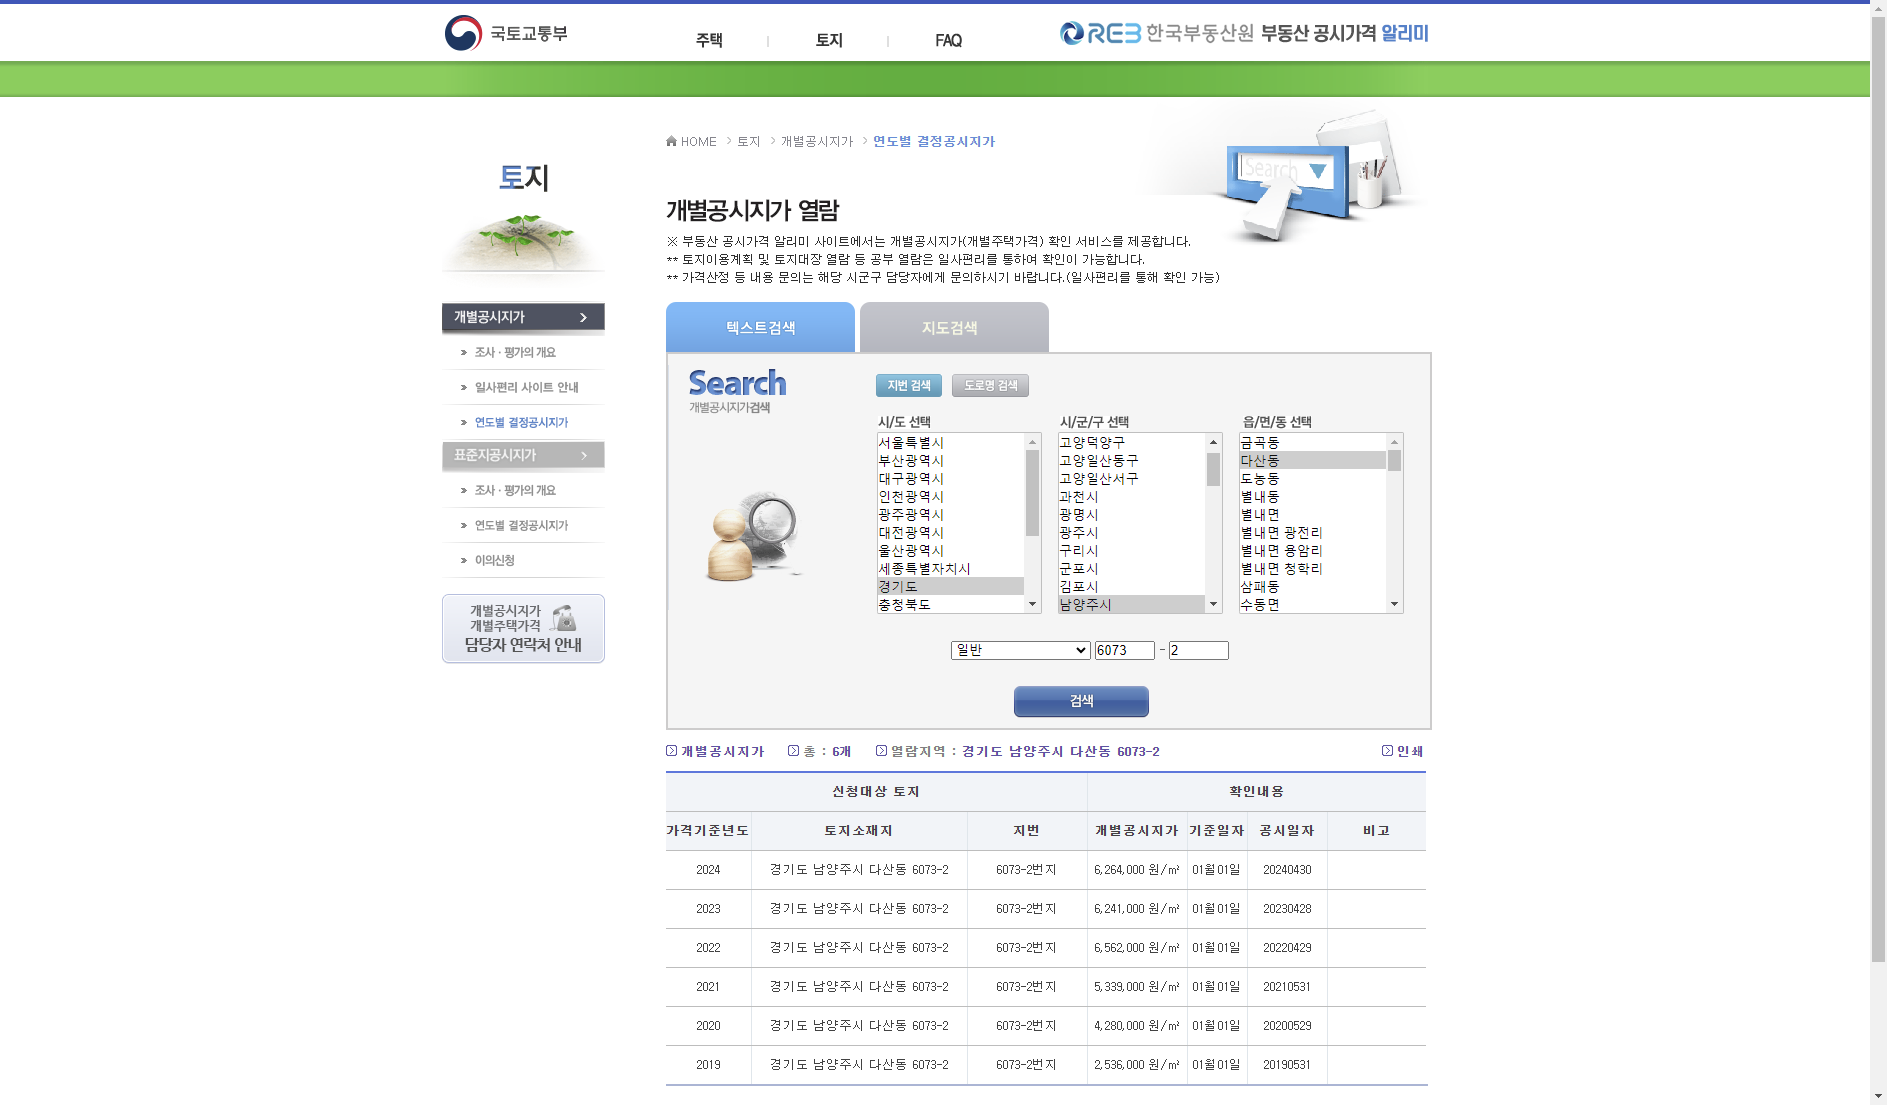 국토교통부
주택
토지
FAQ
REB 한국부동산원 부동산 공시가격 알리미
HOME > 토지 > 개별공시지가 > 연도별 결정공시지가
Search
토지
개별공시지가 열람
※ 부동산 공시가격 알리미 사이트에서는 개별공시지가(개별주택가격) 확인 서비스를 제공합니다.
** 토지이용계획 및 토지대장 열람 등 공부 열람은 일사편리를 통하여 확인이 가능합니다.
** 가격산정 등 내용 문의는 해당 시군구 담당자에게 문의하시기 바랍니다.(일사편리를 통해 확인 가능)
개별공시지가
조사 · 평가의 개요
일사편리 사이트 안내
연도별 결정공시지가
표준지공시지가
조사 · 평가의 개요
연도별 결정공시지가
이의신청
개별공시지가
개별주택가격
담당자 연락처 안내
텍스트검색
지도검색
Search
개별공시지가검색
지번 검색
도로명 검색
시/도 선택
서울특별시
부산광역시
대구광역시
인천광역시
광주광역시
대전광역시
울산광역시
세종특별자치시
경기도
충청북도
시/군/구 선택
고양덕양구
고양일산동구
고양일산서구
과천시
광명시
광주시
구리시
군포시
김포시
남양주시
읍/면/동 선택
금곡동
다산동
도농동
별내동
별내면
별내면 광전리
별내면 용암리
별내면 청학리
삼패동
수동면
일반 6073 - 2
검색
개별공시지가 총 : 6개 열람지역 : 경기도 남양주시 다산동 6073-2 인쇄
신청대상 토지 확인내용
가격기준년도 토지소재지 지번 개별공시지가 기준일자 공시일자 비고
2024 경기도 남양주시 다산동 6073-2 6073-2번지 6,264,000 원/㎡ 01월01일 20240430
2023 경기도 남양주시 다산동 6073-2 6073-2번지 6,241,000 원/㎡ 01월01일 20230428
2022 경기도 남양주시 다산동 6073-2 6073-2번지 6,562,000 원/㎡ 01월01일 20220429
2021 경기도 남양주시 다산동 6073-2 6073-2번지 5,339,000 원/㎡ 01월01일 20210531
2020 경기도 남양주시 다산동 6073-2 6073-2번지 4,280,000 원/㎡ 01월01일 20200529
2019 경기도 남양주시 다산동 6073-2 6073-2번지 2,536,000 원/㎡ 01월01일 20190531